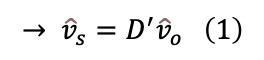 → v̂ₛ = D′v̂ₒ (1)